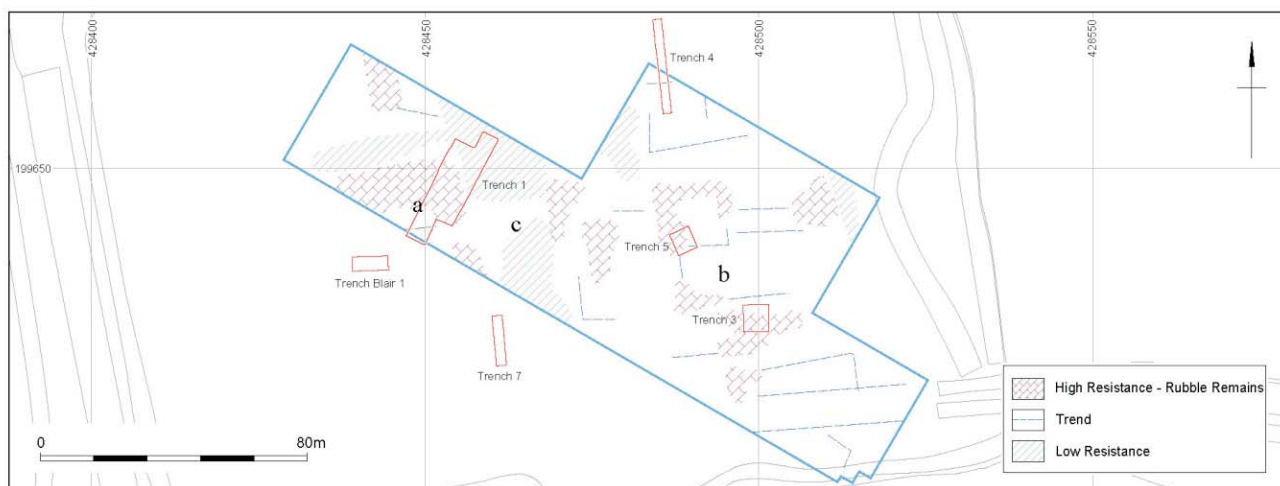 428400
428450
428500
428550
Trench 4
199650
Trench 1
a
c
Trench 5
b
Trench Blair 1
Trench 3
Trench 7
High Resistance - Rubble Remains
Trend
Low Resistance
0
80m